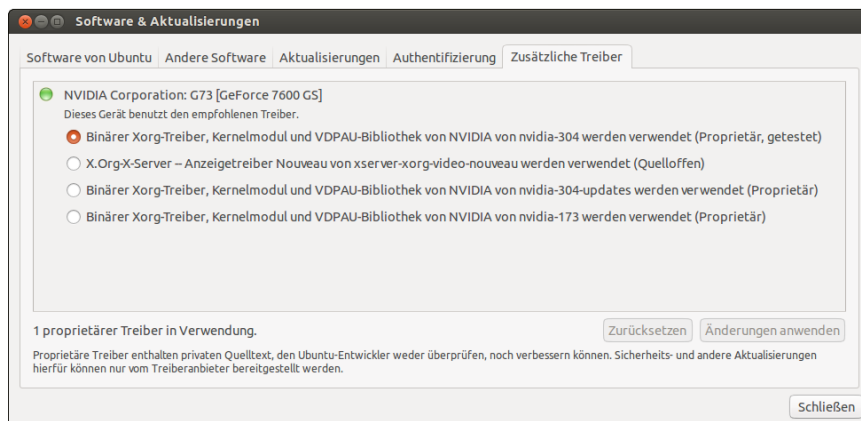 Software & Aktualisierungen
Software von Ubuntu Andere Software Aktualisierungen Authentifizierung Zusätzliche Treiber
NVIDIA Corporation: G73 [GeForce 7600 GS]
Dieses Gerät benutzt den empfohlenen Treiber.
Binärer Xorg-Treiber, Kernelmodul und VDPAU-Bibliothek von NVIDIA von nvidia-304 werden verwendet (Proprietär, getestet)
X.Org-X-Server -- Anzeigetreiber Nouveau von xserver-xorg-video-nouveau werden verwendet (Quelloffen)
Binärer Xorg-Treiber, Kernelmodul und VDPAU-Bibliothek von NVIDIA von nvidia-304-updates werden verwendet (Proprietär)
Binärer Xorg-Treiber, Kernelmodul und VDPAU-Bibliothek von NVIDIA von nvidia-173 werden verwendet (Proprietär)
1 proprietärer Treiber in Verwendung.
Zurücksetzen Änderungen anwenden
Proprietäre Treiber enthalten privaten Quelltext, den Ubuntu-Entwickler weder überprüfen, noch verbessern können. Sicherheits- und andere Aktualisierungen
hierfür können nur vom Treiberanbieter bereitgestellt werden.
Schließen